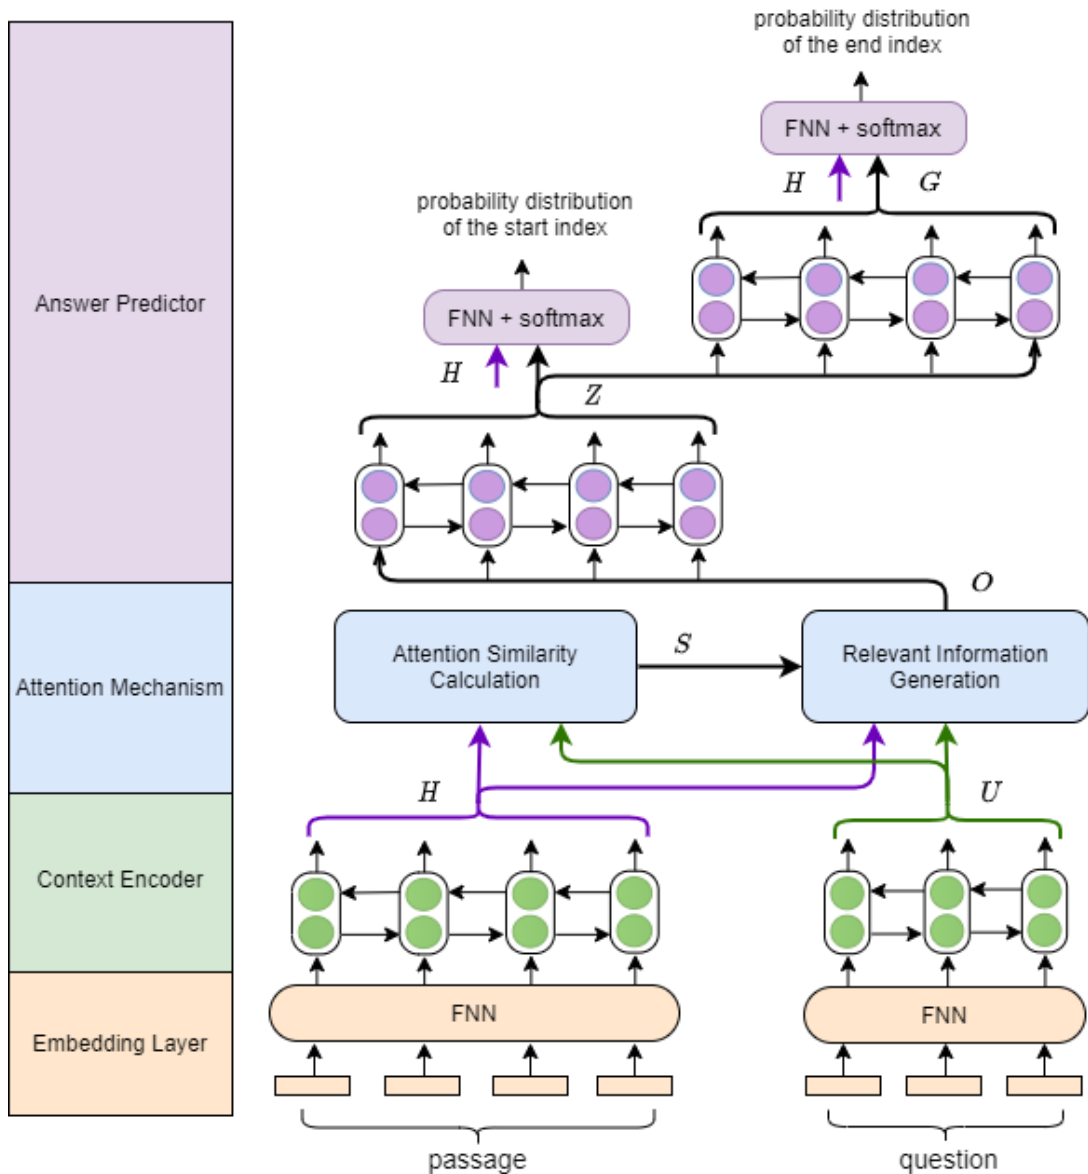 probability distribution
of the end index
FNN + softmax
H
G
probability distribution
of the start index
Answer Predictor
FNN + softmax
H
Z
O
Attention Mechanism
Attention Similarity
Calculation
S
Relevant Information
Generation
H
U
Context Encoder
Embedding Layer
FNN
FNN
passage
question